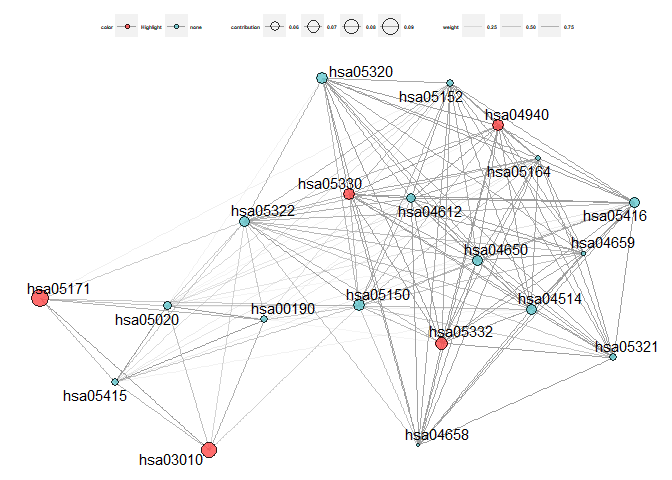 color Highlight none contribution 0.06 0.07 0.08 0.09 weight 0.25 0.50 0.75
hsa05320
hsa05152
hsa04940
hsa05164
hsa05330
hsa04612
hsa05322
hsa05416
hsa04659
hsa04650
hsa05171
hsa05020
hsa00190
hsa05150
hsa04514
hsa05332
hsa05321
hsa05415
hsa04658
hsa03010